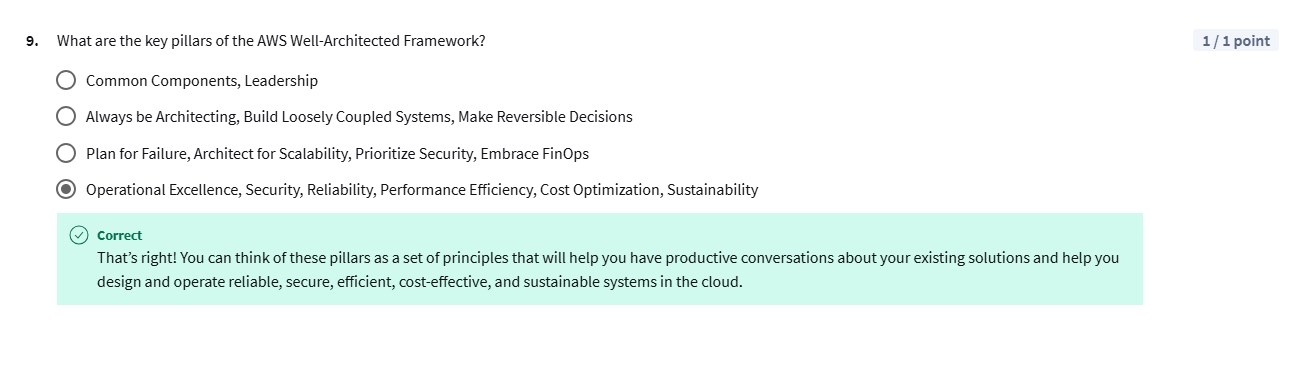 9. What are the key pillars of the AWS Well-Architected Framework?
1 / 1 point
Common Components, Leadership
Always be Architecting, Build Loosely Coupled Systems, Make Reversible Decisions
Plan for Failure, Architect for Scalability, Prioritize Security, Embrace FinOps
Operational Excellence, Security, Reliability, Performance Efficiency, Cost Optimization, Sustainability
Correct
That’s right! You can think of these pillars as a set of principles that will help you have productive conversations about your existing solutions and help you
design and operate reliable, secure, efficient, cost-effective, and sustainable systems in the cloud.